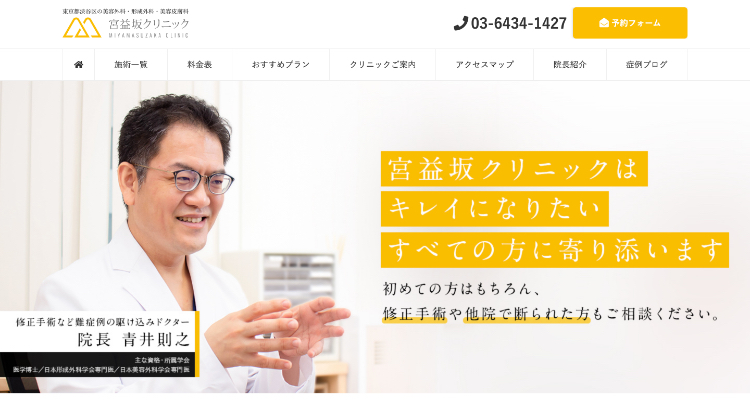 東京都渋谷区の美容外科・形成外科・美容皮膚科
宮益坂クリニック
MIYAMASUZAKA CLINIC
03-6434-1427
予約フォーム
施術一覧
料金表
おすすめプラン
クリニックご案内
アクセスマップ
院長紹介
症例ブログ
宮益坂クリニックは
キレイになりたい
すべての方に寄り添います
初めての方はもちろん、
修正手術や他院で断られた方もご相談ください。
修正手術など難症例の駆け込みドクター
院長 青井則之
主な資格・所属学会
医学博士／日本形成外科学会専門医／日本美容外科学会専門医